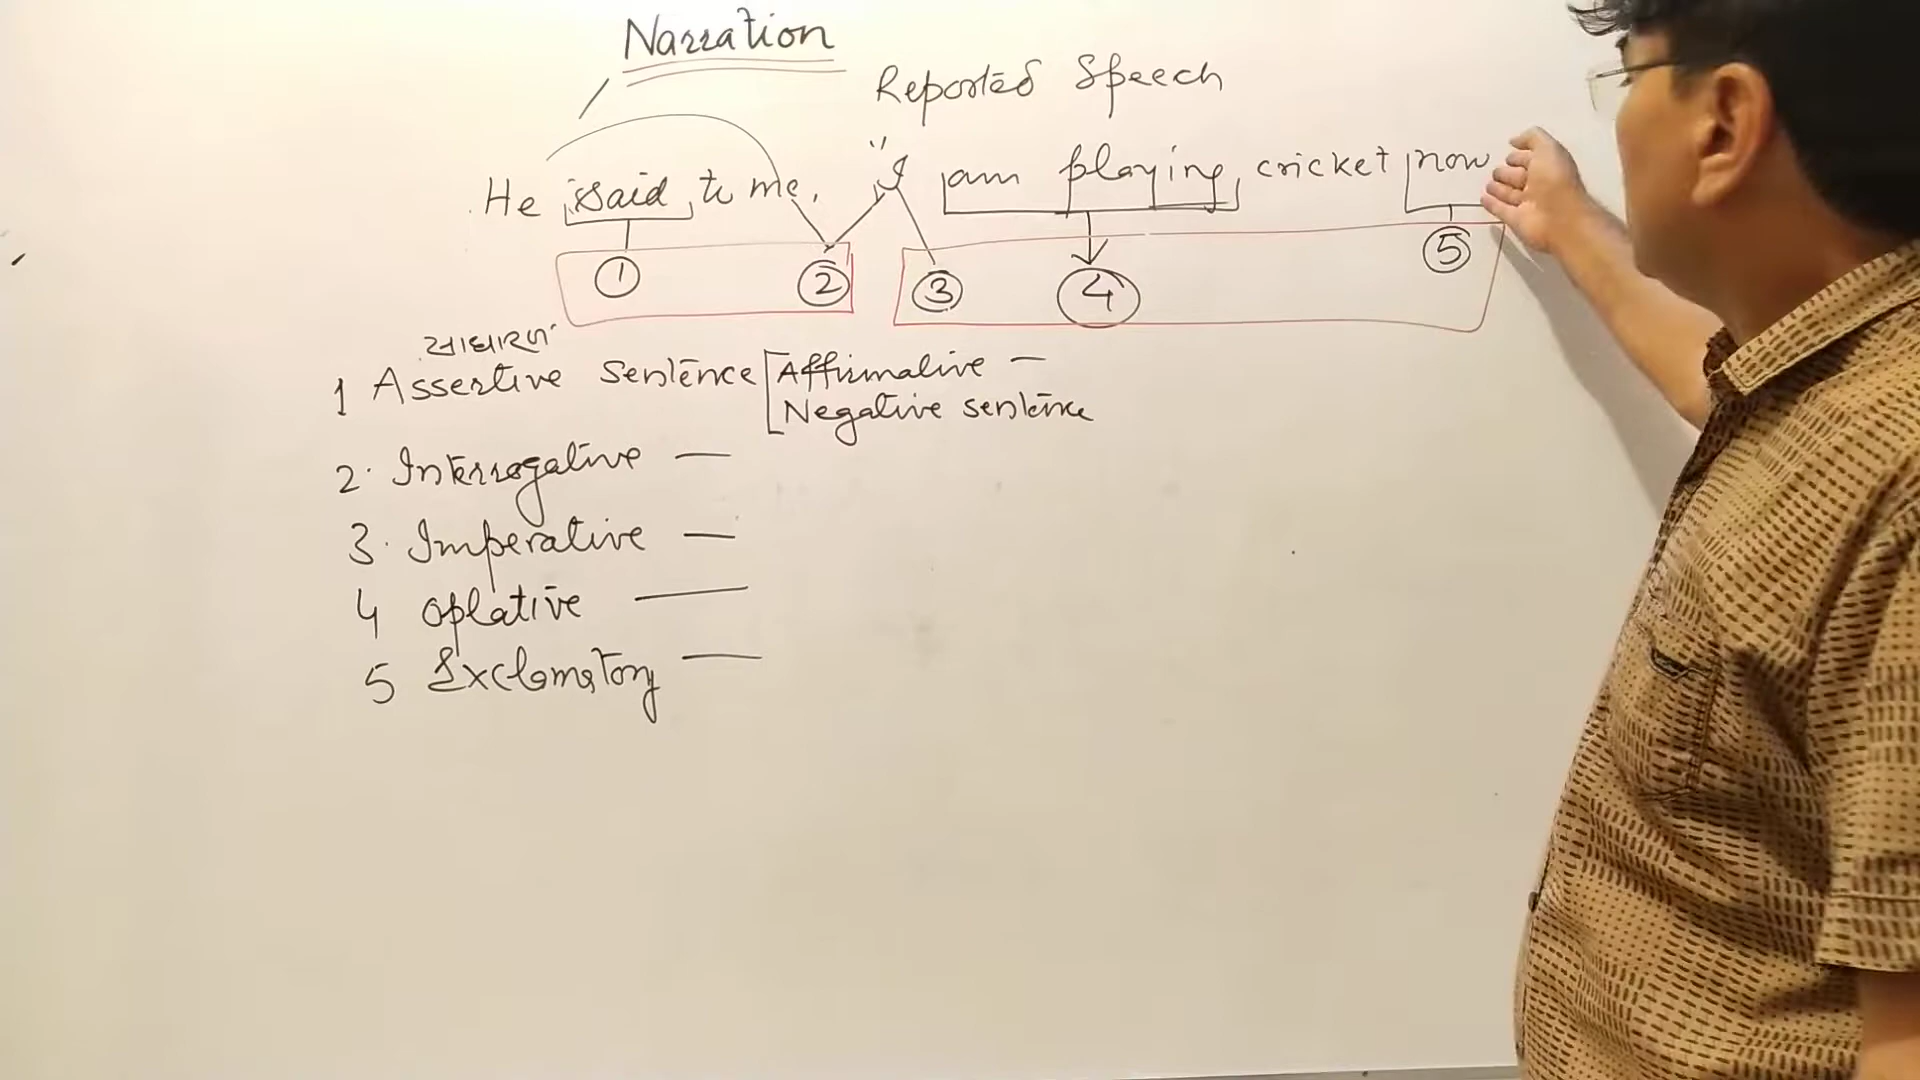 Narration
Reported Speech
He said to me, "I am playing cricket now
1 2 3 4 5
সাধারণ
1 Assertive Sentence Affirmative —
Negative sentence
2. Interrogative —
3. Imperative —
4 Optative —
5 Exclamatory —